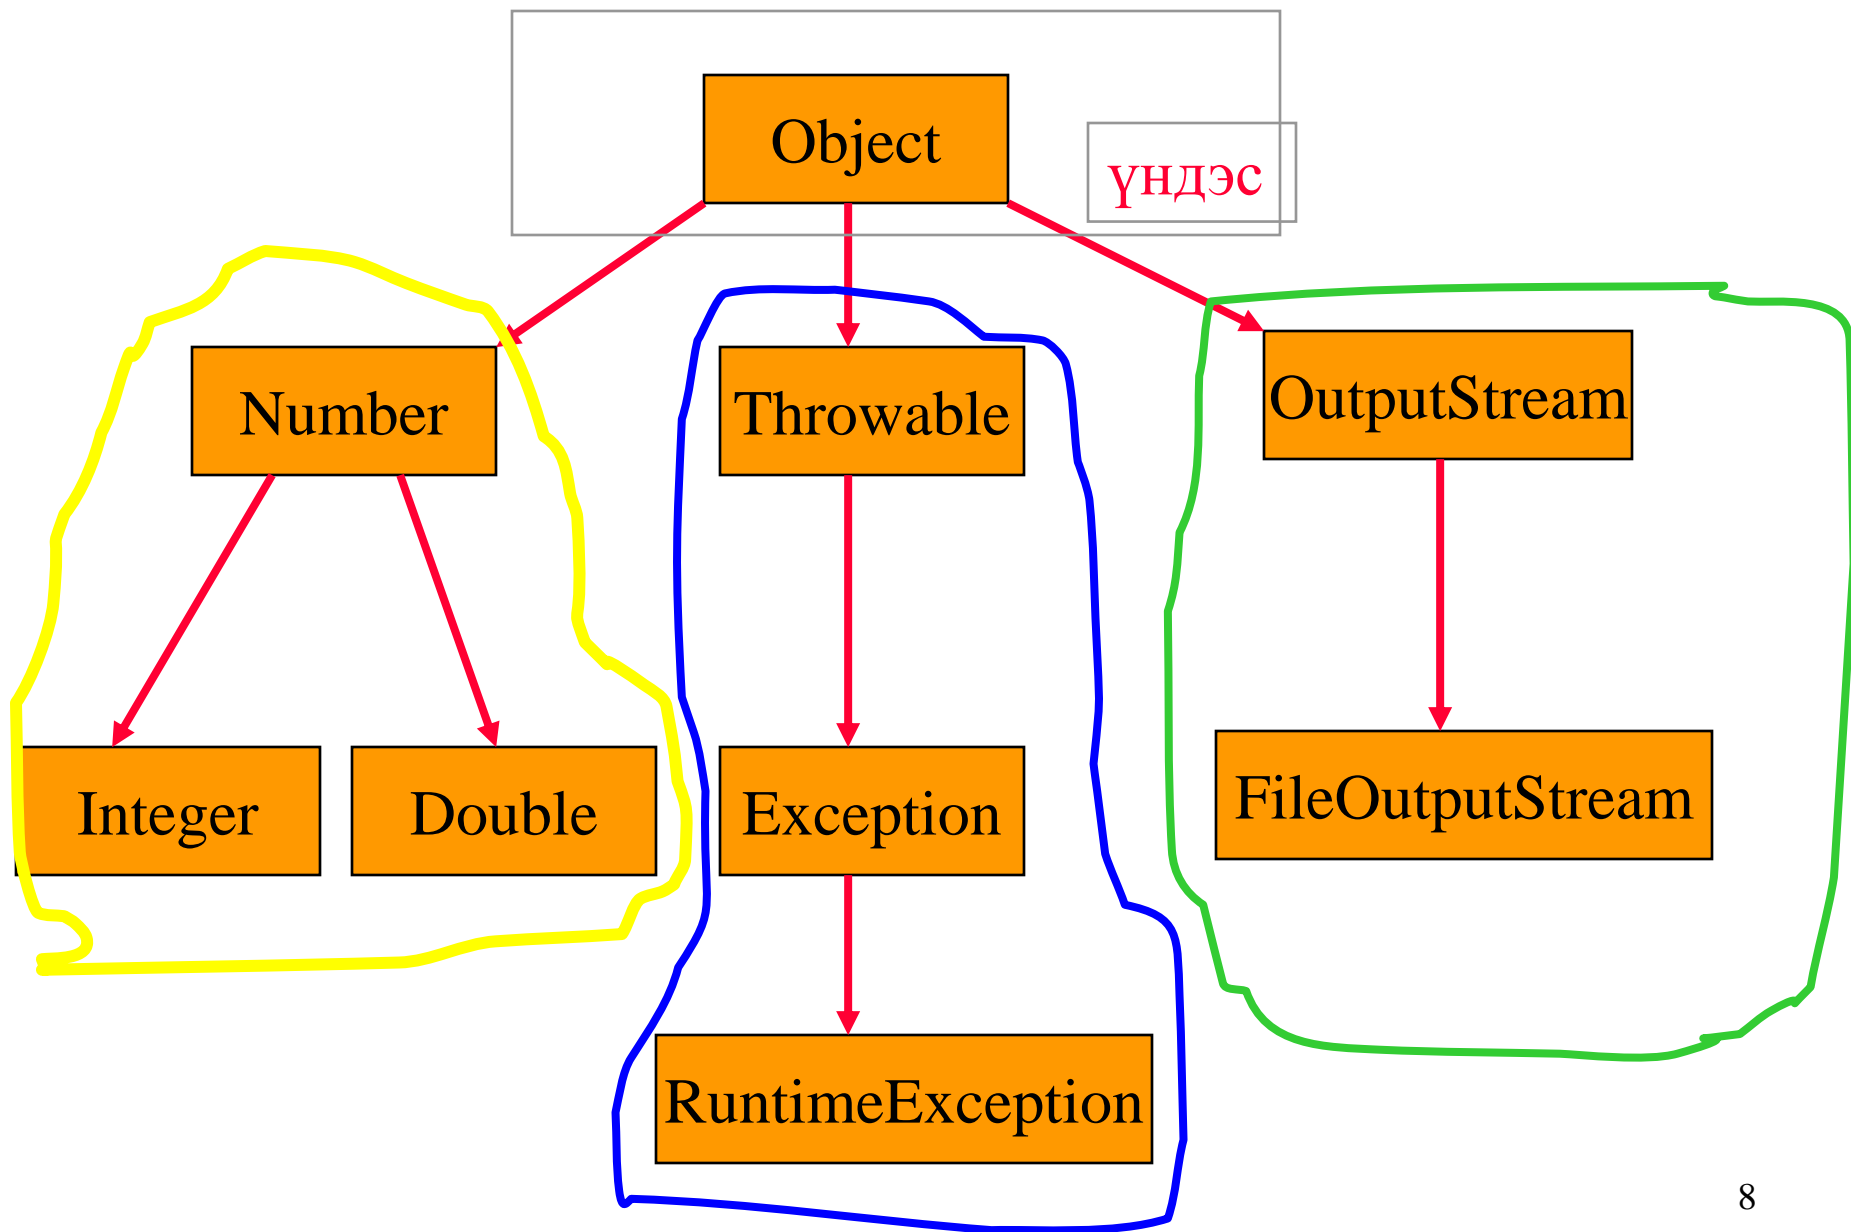 Object
үндэс
Number
Throwable
OutputStream
Integer
Double
Exception
FileOutputStream
RuntimeException
8